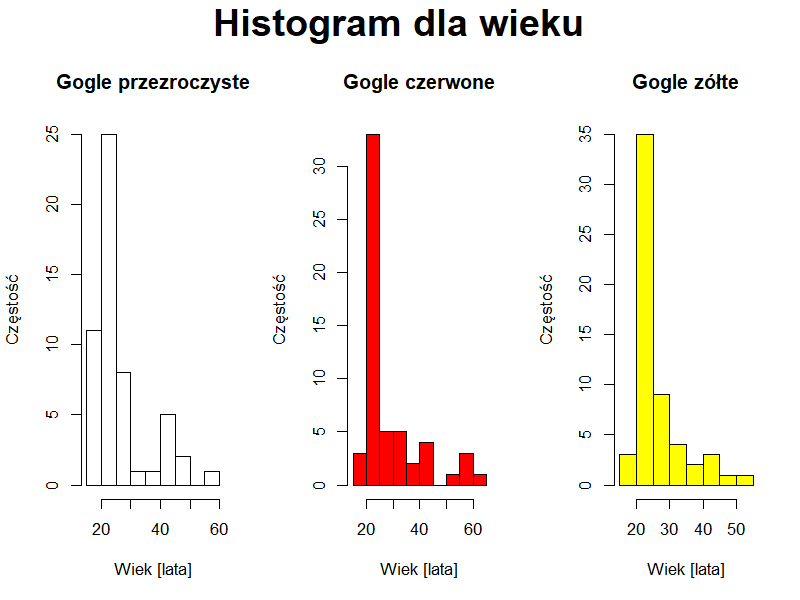 Histogram dla wieku
Gogle przezroczyste
Częstość
0 5 10 15 20 25
20 40 60
Wiek [lata]
Gogle czerwone
Częstość
0 5 10 15 20 25 30
20 40 60
Wiek [lata]
Gogle zółte
Częstość
0 5 10 15 20 25 30 35
20 30 40 50
Wiek [lata]